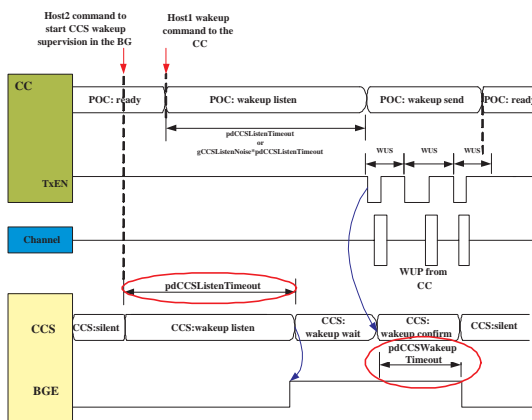 Host2 command to
start CCS wakeup
supervision in the BG
Host1 wakeup
command to the
CC
CC
POC: ready
POC: wakeup listen
POC: wakeup send
POC: ready
pdCCSListenTimeout
or
gCCSListenNoise*pdCCSListenTimeout
WUS
WUS
WUS
TxEN
Channel
WUP from
CC
pdCCSListenTimeout
CCS
CCS:silent
CCS:wakeup listen
CCS:
wakeup wait
CCS:
wakeup confirm
CCS:silent
pdCCSWakeup
Timeout
BGE